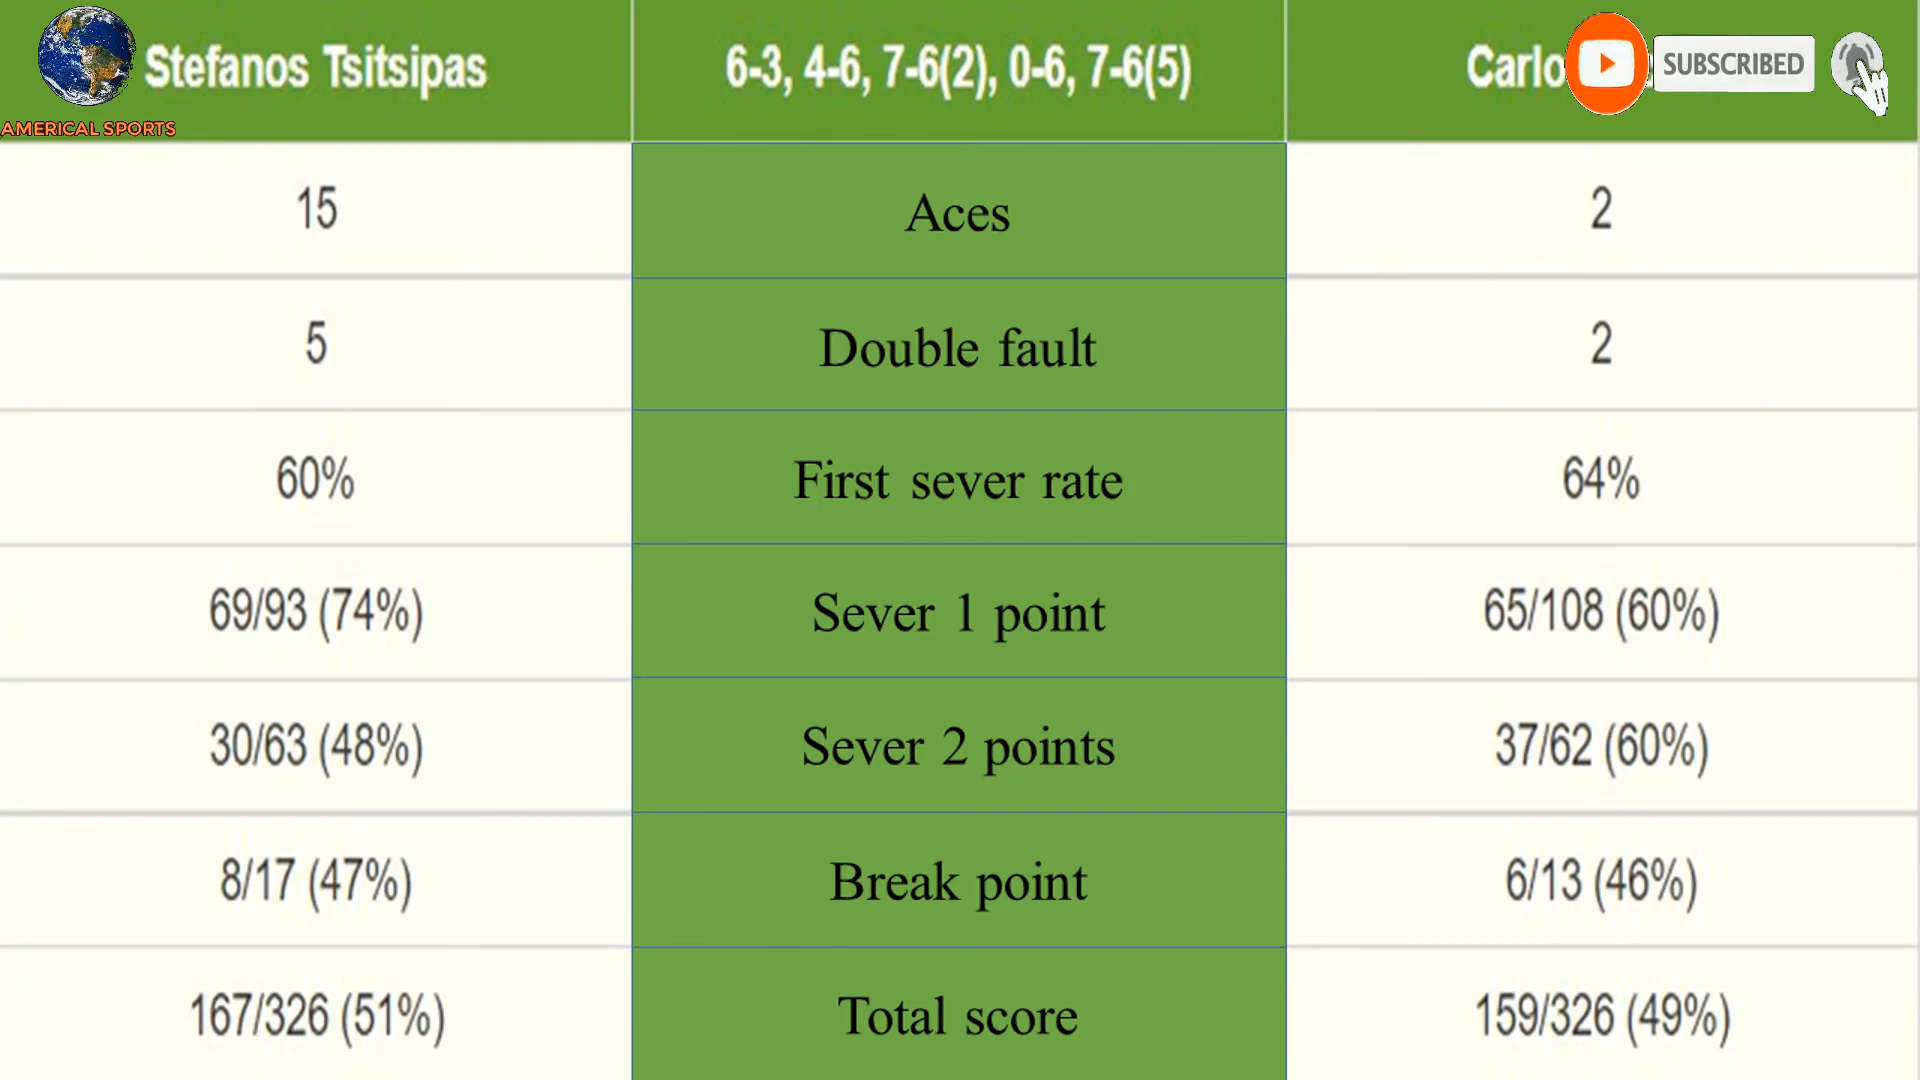 Stefanos Tsitsipas 6-3, 4-6, 7-6(2), 0-6, 7-6(5) Carlo
SUBSCRIBED
AMERICAL SPORTS
15 Aces 2
5 Double fault 2
60% First sever rate 64%
69/93 (74%) Sever 1 point 65/108 (60%)
30/63 (48%) Sever 2 points 37/62 (60%)
8/17 (47%) Break point 6/13 (46%)
167/326 (51%) Total score 159/326 (49%)